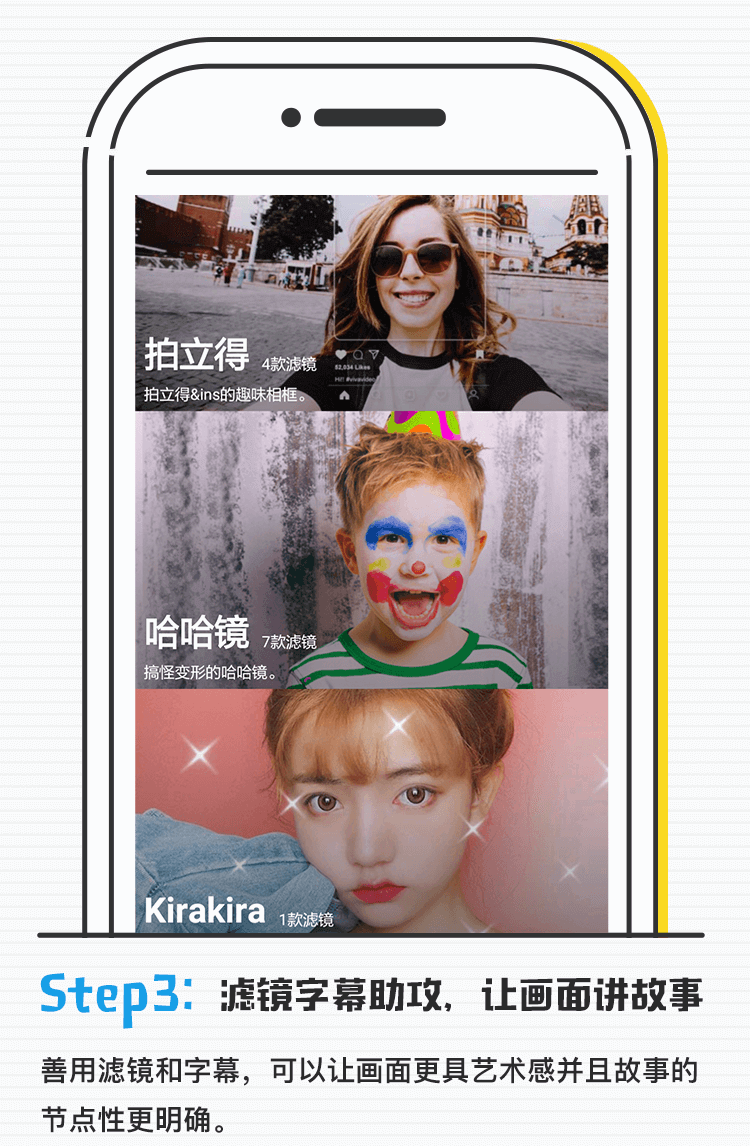 52,034 Likes
Hi!! #vivavideo
拍立得 4款滤镜
拍立得&ins的趣味相框。
哈哈镜 7款滤镜
搞怪变形的哈哈镜。
Kirakira 1款滤镜
Step3: 滤镜字幕助攻，让画面讲故事
善用滤镜和字幕，可以让画面更具艺术感并且故事的
节点性更明确。